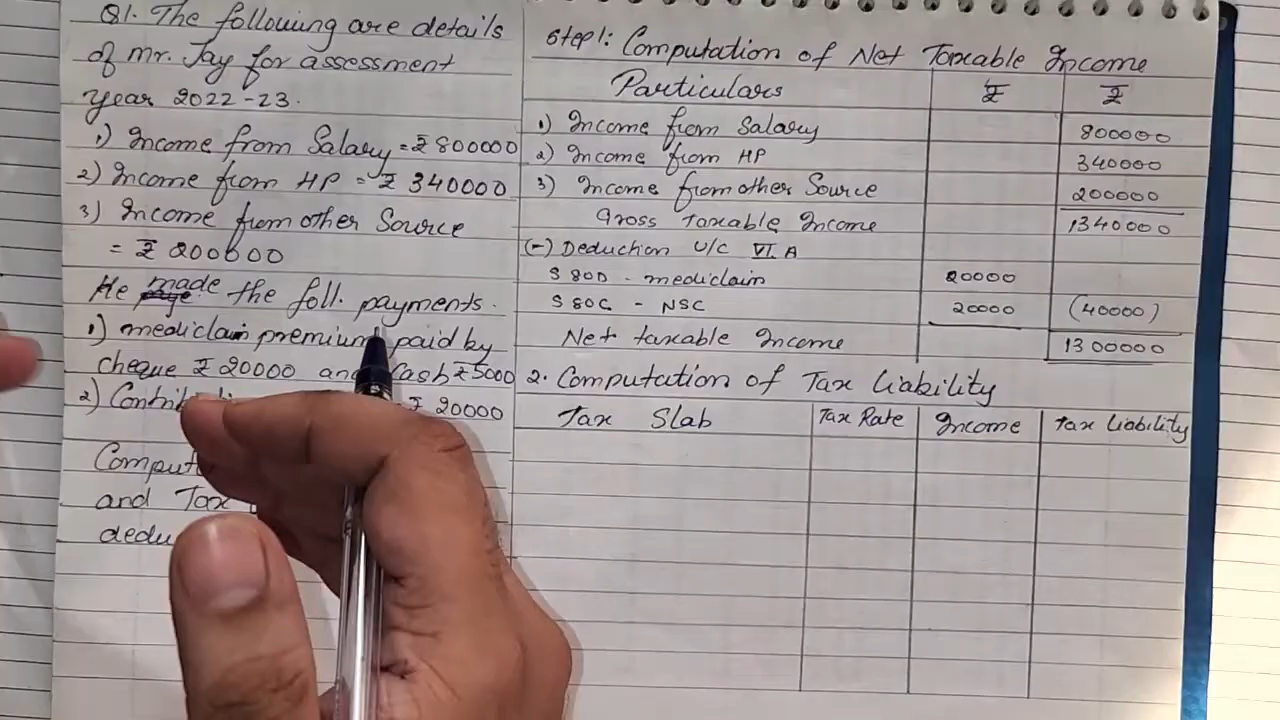 Q1. The following are details
of mr. Jay for assessment
year 2022-23.
1) Income from Salary = ₹ 800000
2) Income from HP = ₹ 340000
3) Income from other Source
= ₹ 200000
He made the foll. payments.
1) mediclaim premium paid by
cheque ₹ 20000 and Cash ₹ 5000
2) ₹ 20000
and Tax
Step 1: Computation of Net Taxable Income
Particulars ₹ ₹
1) Income from Salary 800000
2) Income from HP 340000
3) Income from other Source 200000
Gross Taxable Income 1340000
(-) Deduction U/C VI A
S 80D - mediclaim 20000
S 80C - NSC 20000 (40000)
Net taxable Income 1300000
2. Computation of Tax Liability
Tax Slab Tax Rate Income Tax Liability